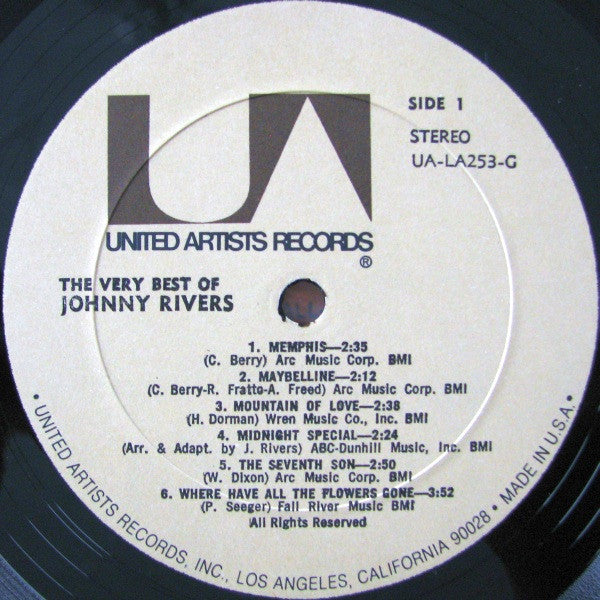 UA
SIDE 1
STEREO
UA-LA253-G
UNITED ARTISTS RECORDS
®
THE VERY BEST OF
JOHNNY RIVERS
1. MEMPHIS—2:35
(C. Berry) Arc Music Corp. BMI
2. MAYBELLINE—2:12
(C. Berry-R. Fratto-A. Freed) Arc Music Corp. BMI
3. MOUNTAIN OF LOVE—2:38
(H. Dorman) Wren Music Co., Inc. BMI
4. MIDNIGHT SPECIAL—2:24
(Arr. & Adapt. by J. Rivers) ABC-Dunhill Music, Inc. BMI
5. THE SEVENTH SON—2:50
(W. Dixon) Arc Music Corp. BMI
6. WHERE HAVE ALL THE FLOWERS GONE—3:52
(P. Seeger) Fall River Music BMI
All Rights Reserved
• UNITED ARTISTS RECORDS, INC., LOS ANGELES, CALIFORNIA 90028 • MADE IN U.S.A. •